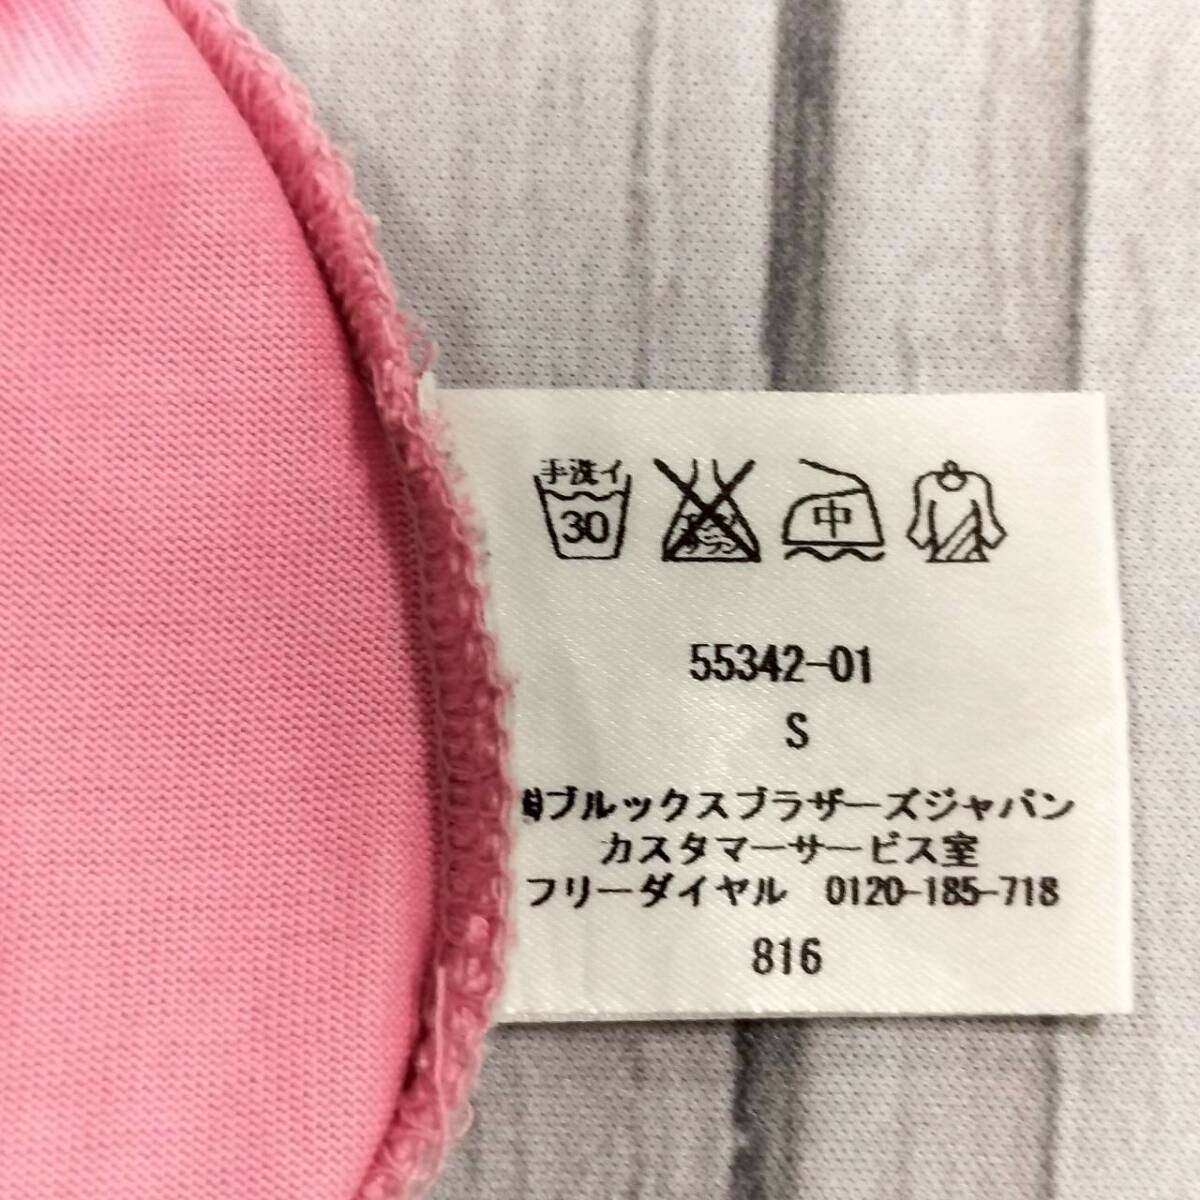 手洗イ
30
中
55342-01
S
㈱ブルックスブラザーズジャパン
カスタマーサービス室
フリーダイヤル 0120-185-718
816